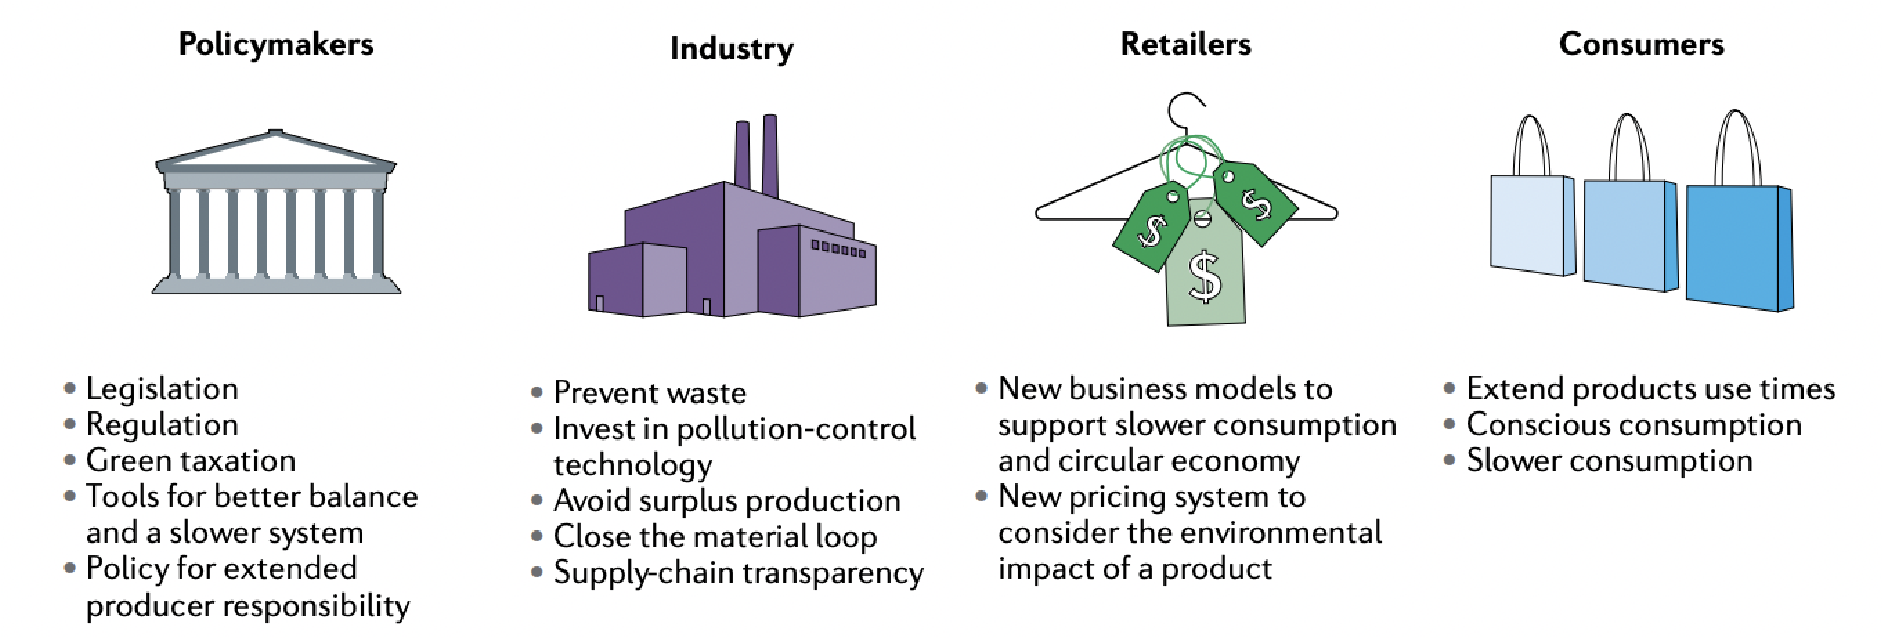 Policymakers
Industry
Retailers
Consumers
$
$
$
• Legislation
• Regulation
• Green taxation
• Tools for better balance
and a slower system
• Policy for extended
producer responsibility
• Prevent waste
• Invest in pollution-control
technology
• Avoid surplus production
• Close the material loop
• Supply-chain transparency
• New business models to
support slower consumption
and circular economy
• New pricing system to
consider the environmental
impact of a product
• Extend products use times
• Conscious consumption
• Slower consumption